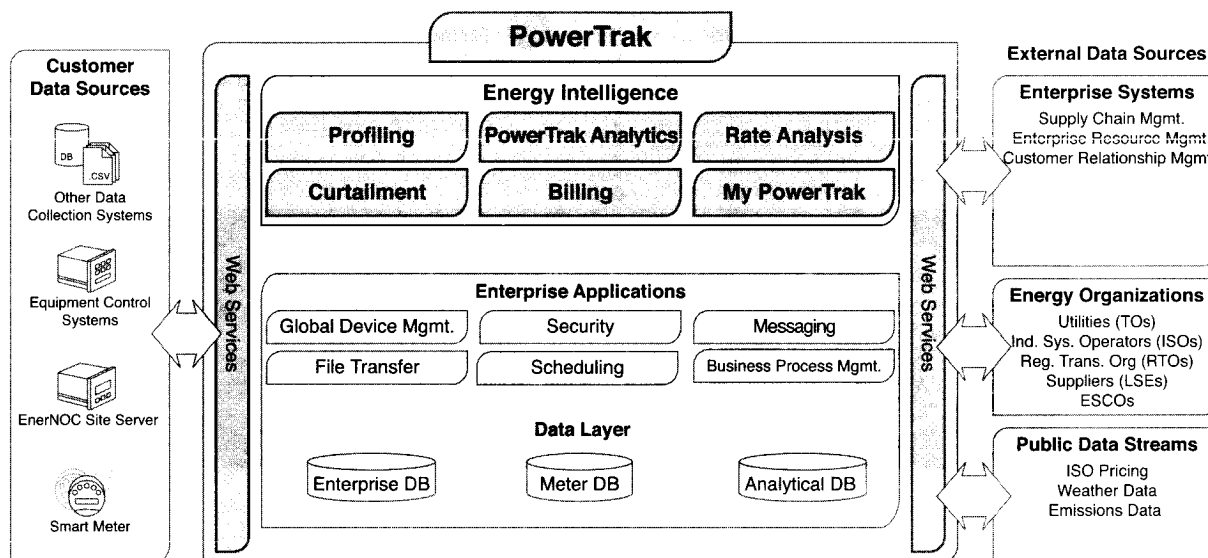 PowerTrak
Customer
Data Sources
DB
.CSV
Other Data
Collection Systems
Equipment Control
Systems
EnerNOC Site Server
Smart Meter
Web Services
Energy Intelligence
Profiling
PowerTrak Analytics
Rate Analysis
Curtailment
Billing
My PowerTrak
Enterprise Applications
Global Device Mgmt.
Security
Messaging
File Transfer
Scheduling
Business Process Mgmt.
Data Layer
Enterprise DB
Meter DB
Analytical DB
Web Services
External Data Sources
Enterprise Systems
Supply Chain Mgmt.
Enterprise Resource Mgmt
Customer Relationship Mgmt
Energy Organizations
Utilities (TOs)
Ind. Sys. Operators (ISOs)
Reg. Trans. Org (RTOs)
Suppliers (LSEs)
ESCOs
Public Data Streams
ISO Pricing
Weather Data
Emissions Data